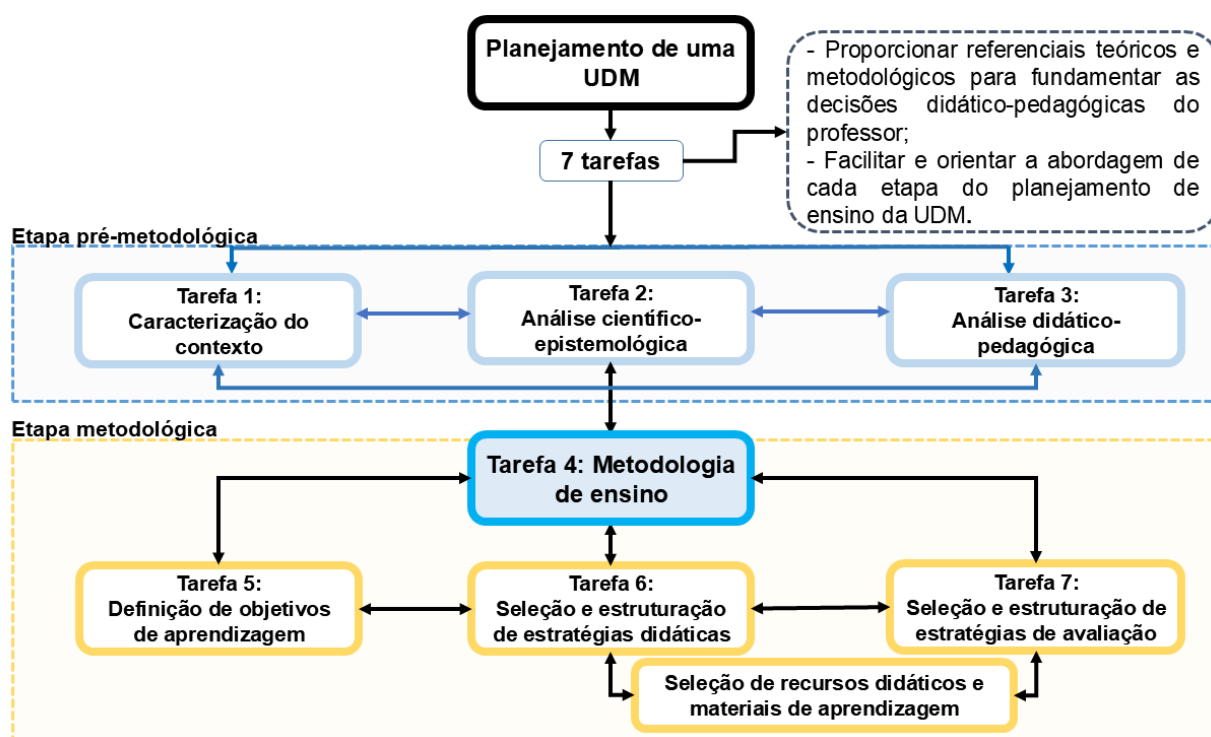 Planejamento de uma
UDM
- Proporcionar referenciais teóricos e
metodológicos para fundamentar as
decisões didático-pedagógicas do
professor;
- Facilitar e orientar a abordagem de
cada etapa do planejamento de
ensino da UDM.
7 tarefas
Etapa pré-metodológica
Tarefa 1:
Caracterização do
contexto
Tarefa 2:
Análise científico-
epistemológica
Tarefa 3:
Análise didático-
pedagógica
Etapa metodológica
Tarefa 4: Metodologia
de ensino
Tarefa 5:
Definição de objetivos
de aprendizagem
Tarefa 6:
Seleção e estruturação
de estratégias didáticas
Tarefa 7:
Seleção e estruturação de
estratégias de avaliação
Seleção de recursos didáticos e
materiais de aprendizagem